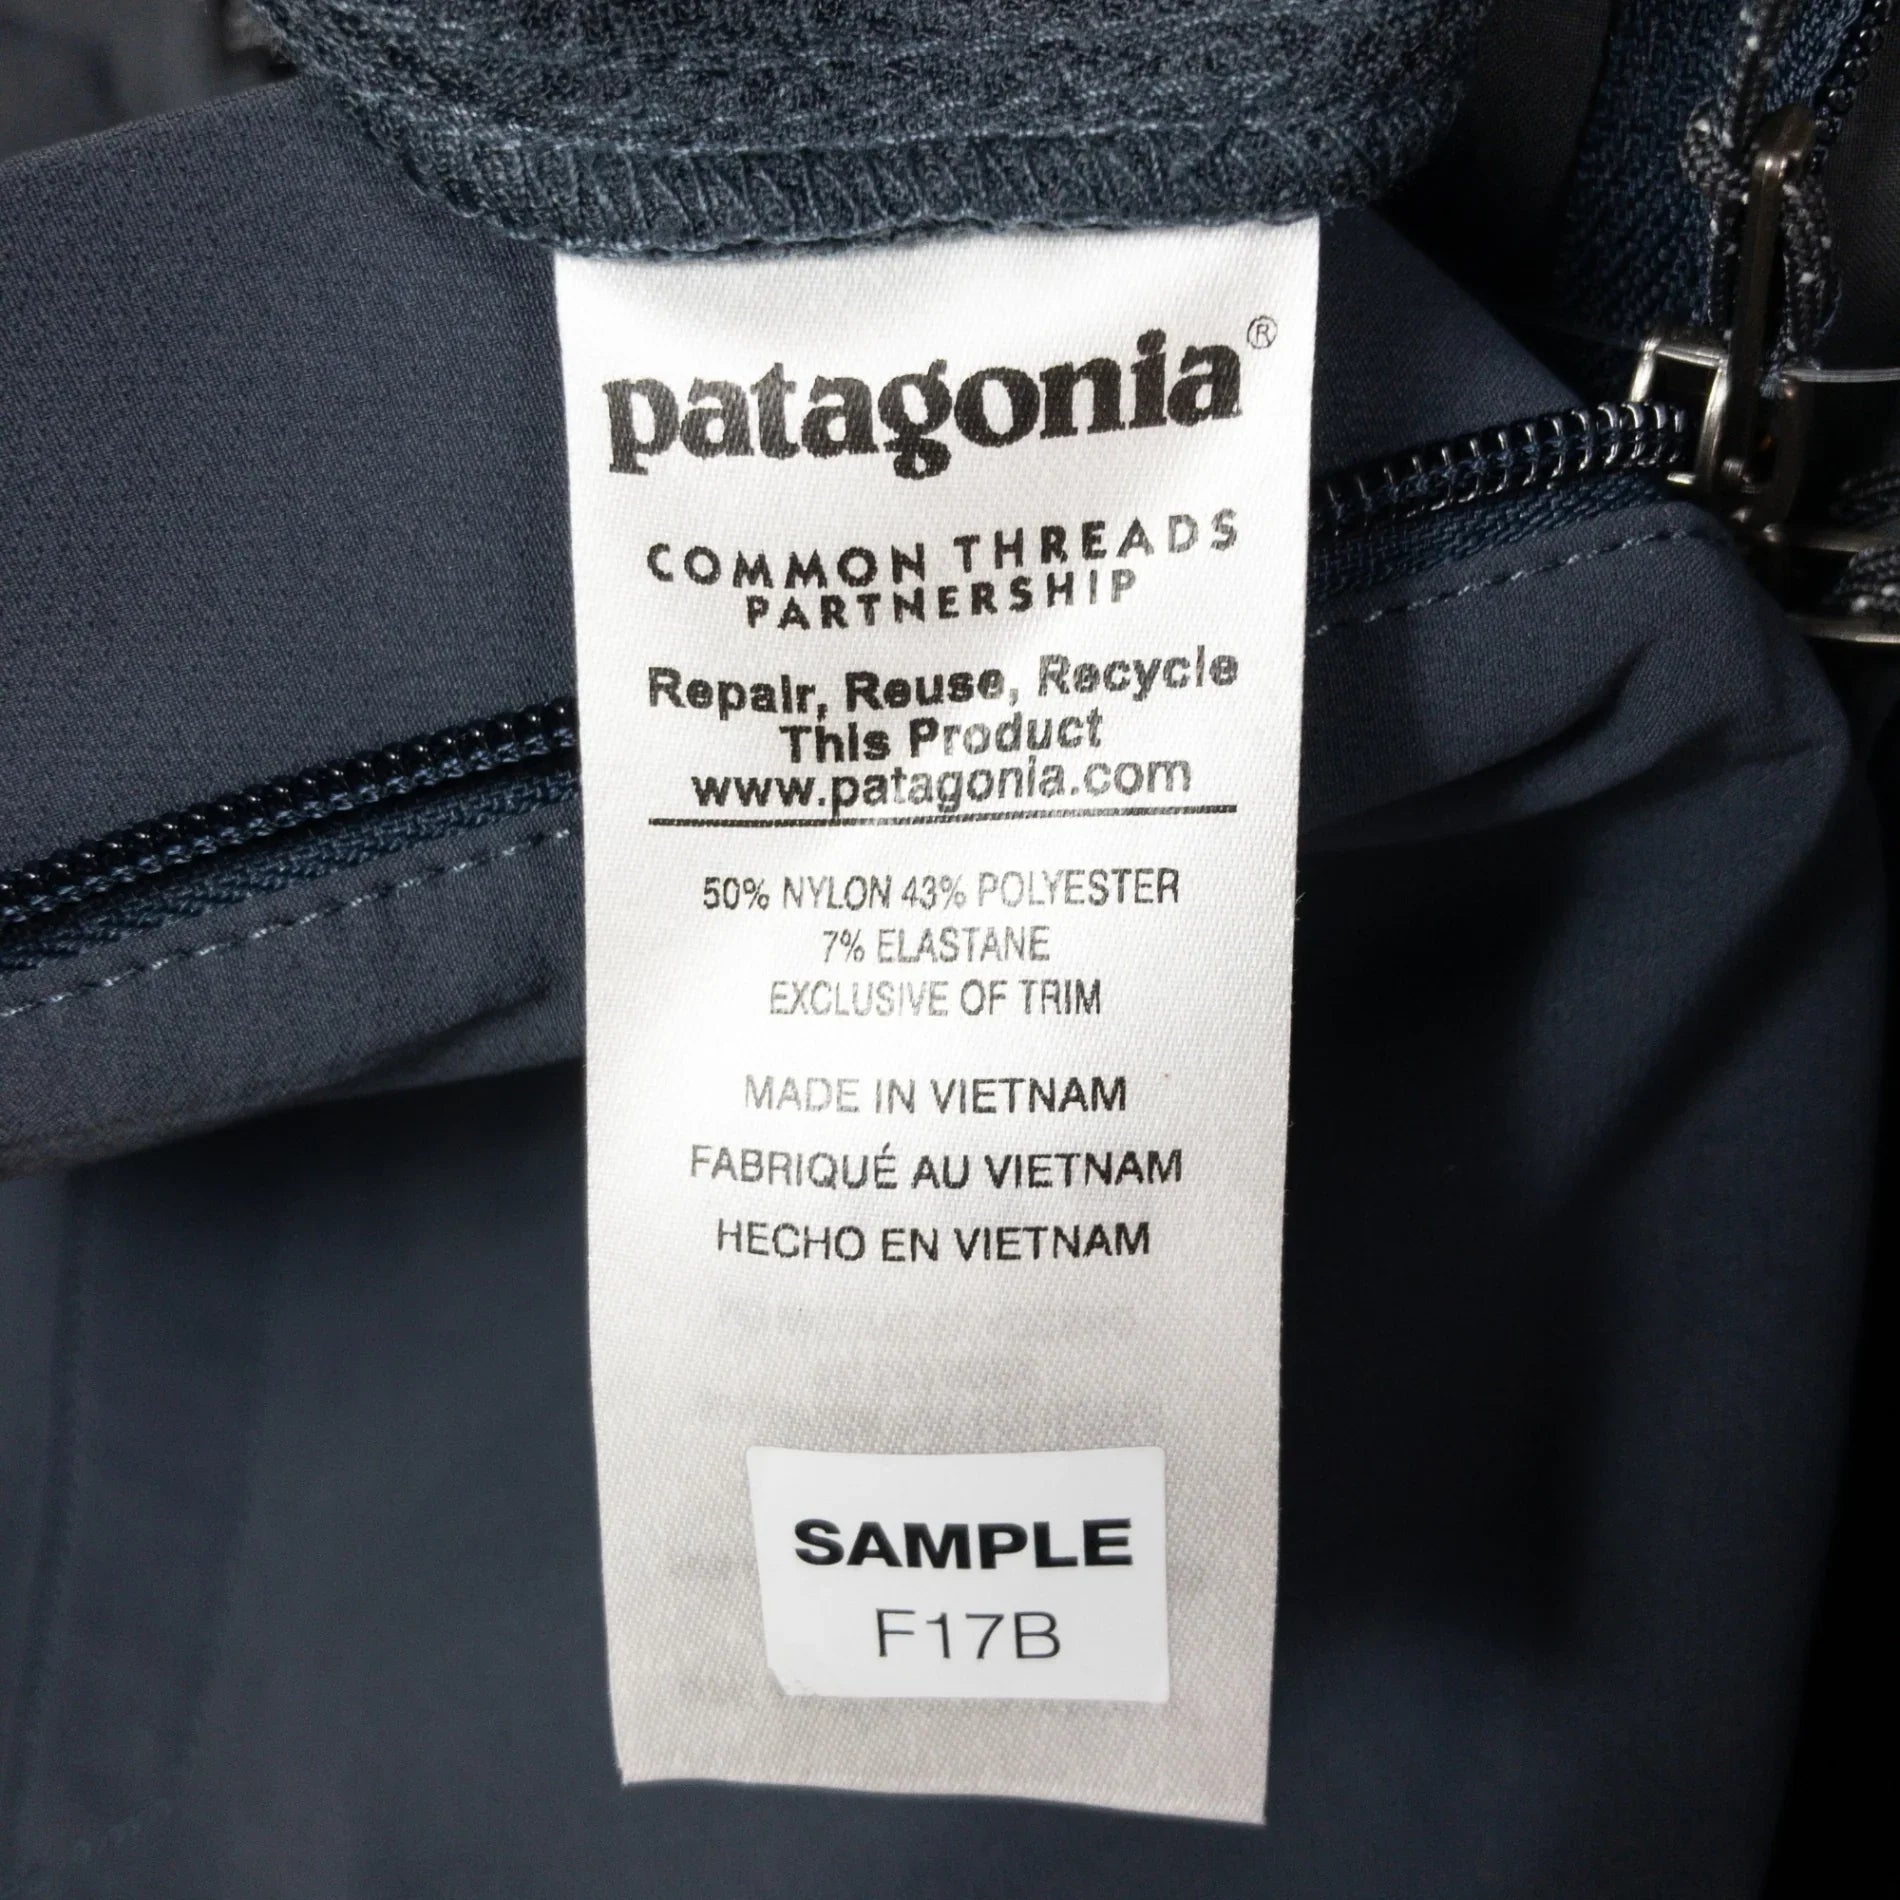 patagonia®
COMMON THREADS
PARTNERSHIP
Repair, Reuse, Recycle
This Product
www.patagonia.com
50% NYLON 43% POLYESTER
7% ELASTANE
EXCLUSIVE OF TRIM
MADE IN VIETNAM
FABRIQUÉ AU VIETNAM
HECHO EN VIETNAM
SAMPLE
F17B